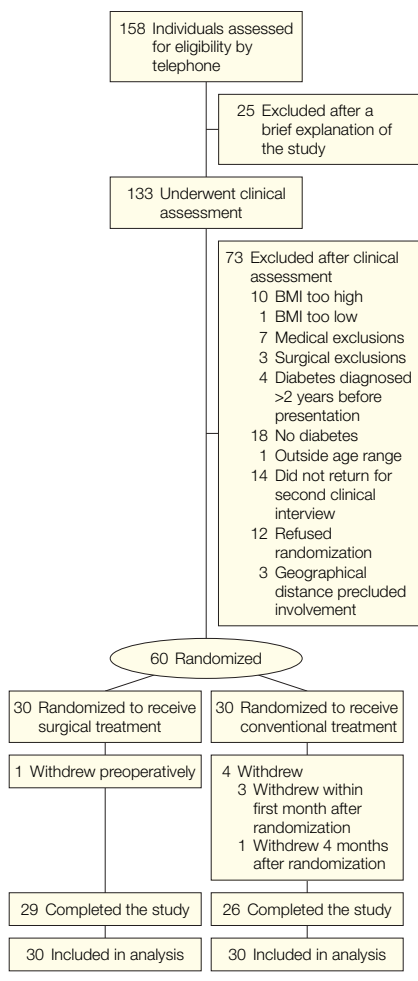 158 Individuals assessed
for eligibility by
telephone
25 Excluded after a
brief explanation of
the study
133 Underwent clinical
assessment
73 Excluded after clinical
assessment
10 BMI too high
1 BMI too low
7 Medical exclusions
3 Surgical exclusions
4 Diabetes diagnosed
>2 years before
presentation
18 No diabetes
1 Outside age range
14 Did not return for
second clinical
interview
12 Refused
randomization
3 Geographical
distance precluded
involvement
60 Randomized
30 Randomized to receive
surgical treatment
30 Randomized to receive
conventional treatment
1 Withdrew preoperatively
4 Withdrew
3 Withdrew within
first month after
randomization
1 Withdrew 4 months
after randomization
29 Completed the study
26 Completed the study
30 Included in analysis
30 Included in analysis